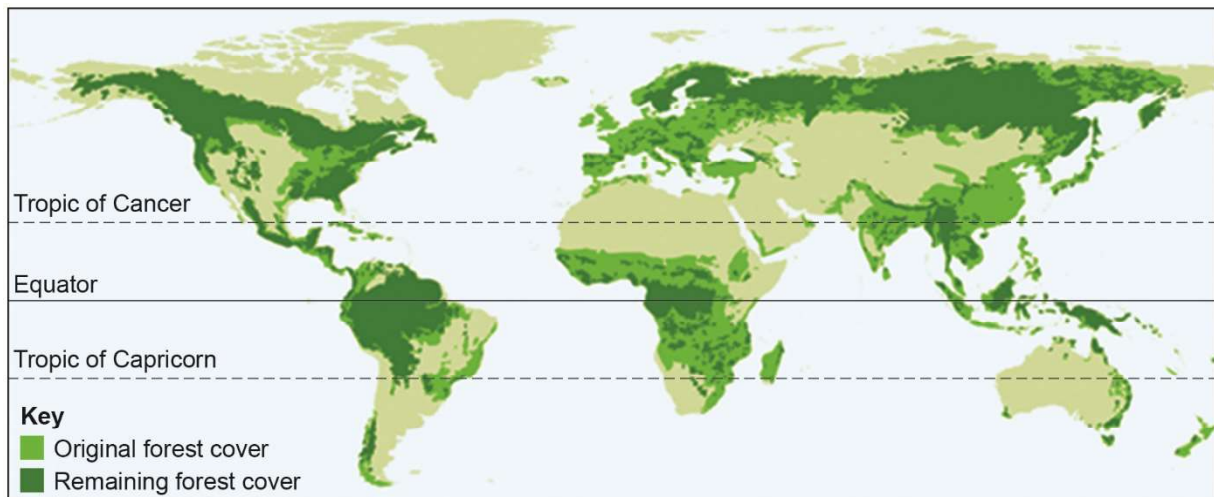 Tropic of Cancer
Equator
Tropic of Capricorn
Key
Original forest cover
Remaining forest cover